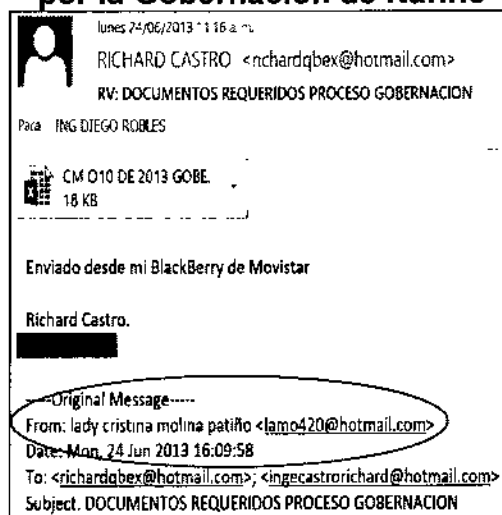 por la Gobernación de Nariño
lunes 24/06/2013 11:16 a.m.
RICHARD CASTRO <richardqbex@hotmail.com>
RV: DOCUMENTOS REQUERIDOS PROCESO GOBERNACION
Para ING DIEGO ROBLES
CM O10 DE 2013 GOBE.
18 KB
Enviado desde mi BlackBerry de Movistar
Richard Castro.
-----Original Message-----
From: lady cristina molina patiño <lamo420@hotmail.com>
Date: Mon, 24 Jun 2013 16:09:58
To: <richardqbex@hotmail.com>; <ingecastrorichard@hotmail.com>
Subject. DOCUMENTOS REQUERIDOS PROCESO GOBERNACION